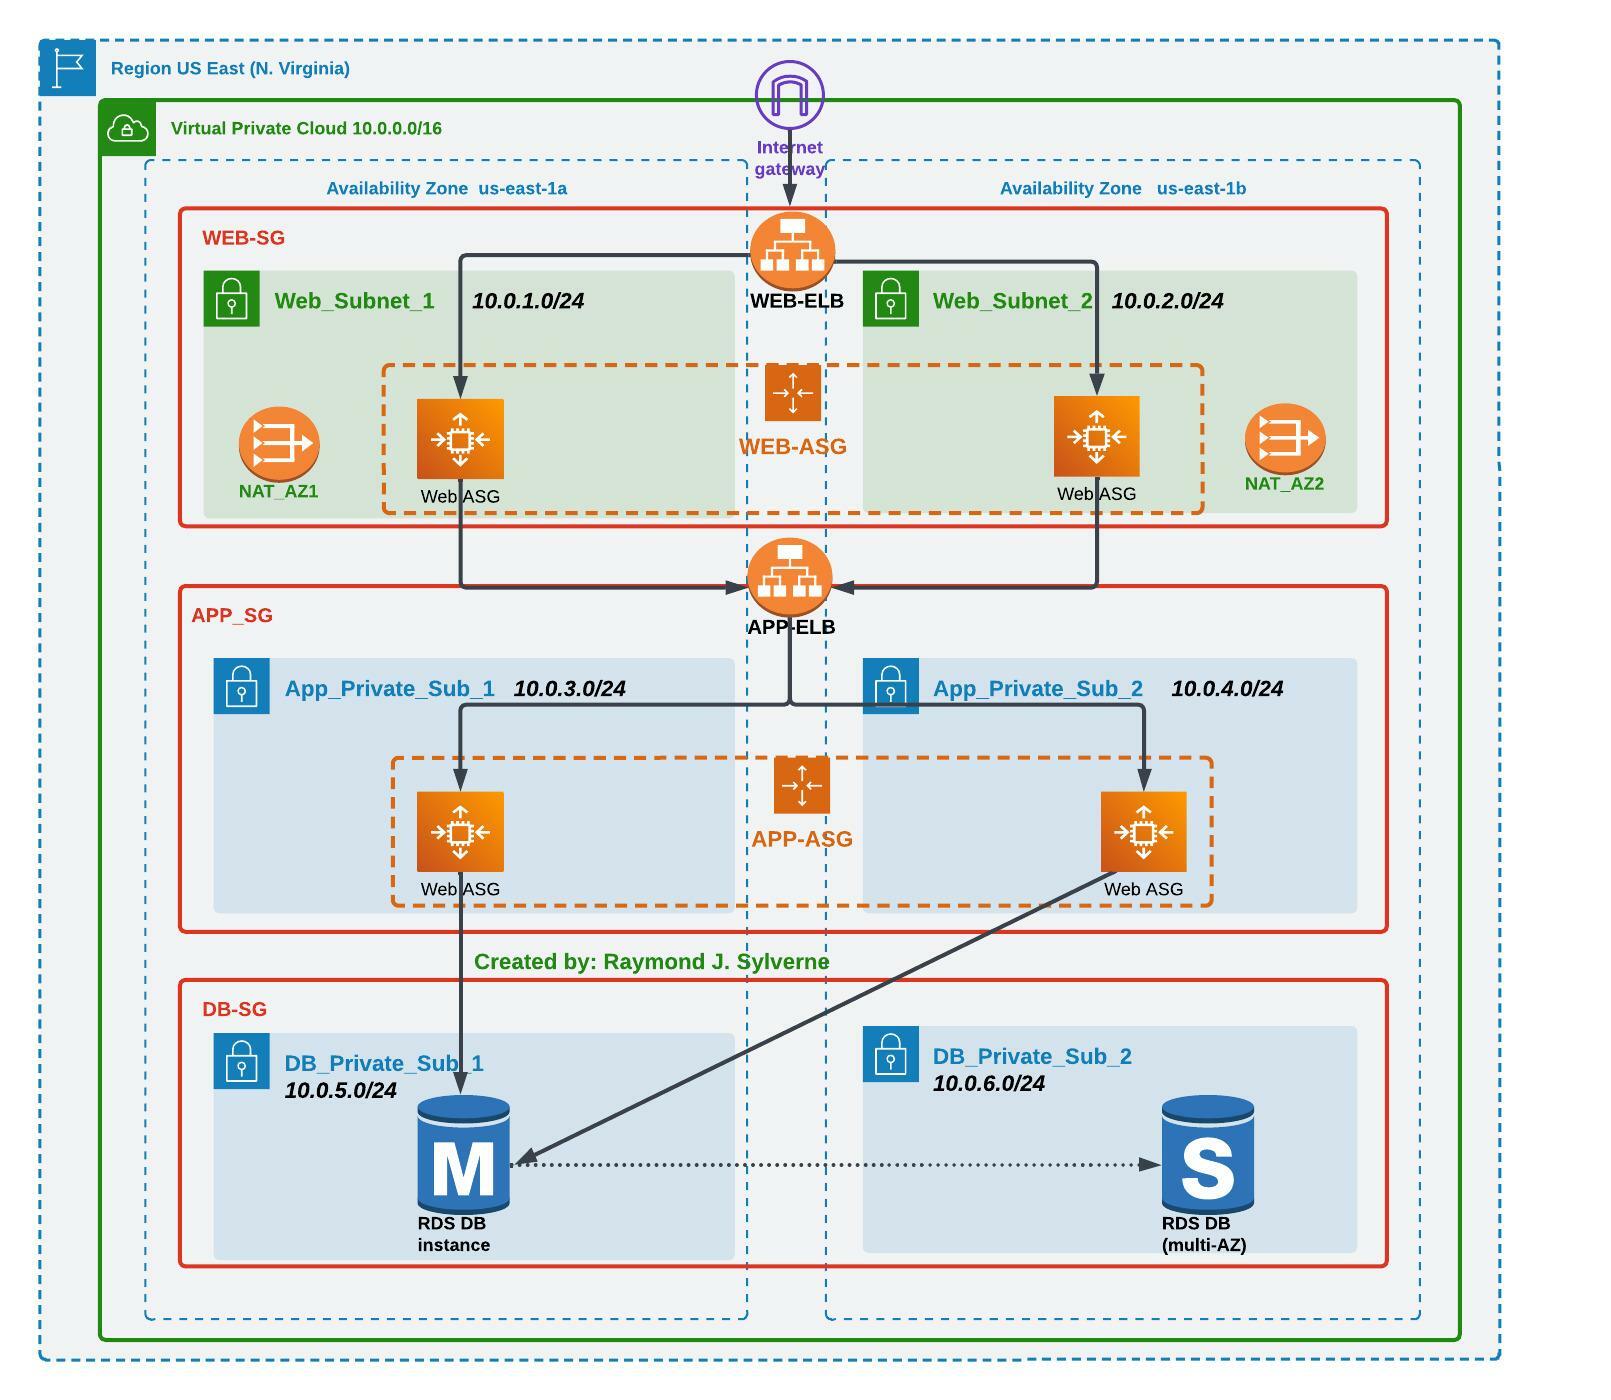 Region US East (N. Virginia)
Virtual Private Cloud 10.0.0.0/16
Internet
gateway
Availability Zone us-east-1a
Availability Zone us-east-1b
WEB-SG
WEB-ELB
Web_Subnet_1 10.0.1.0/24
Web_Subnet_2 10.0.2.0/24
WEB-ASG
NAT_AZ1
Web ASG
Web ASG
NAT_AZ2
APP_SG
APP-ELB
App_Private_Sub_1 10.0.3.0/24
App_Private_Sub_2 10.0.4.0/24
APP-ASG
Web ASG
Web ASG
Created by: Raymond J. Sylverne
DB-SG
DB_Private_Sub_1
10.0.5.0/24
DB_Private_Sub_2
10.0.6.0/24
M
S
RDS DB
instance
RDS DB
(multi-AZ)